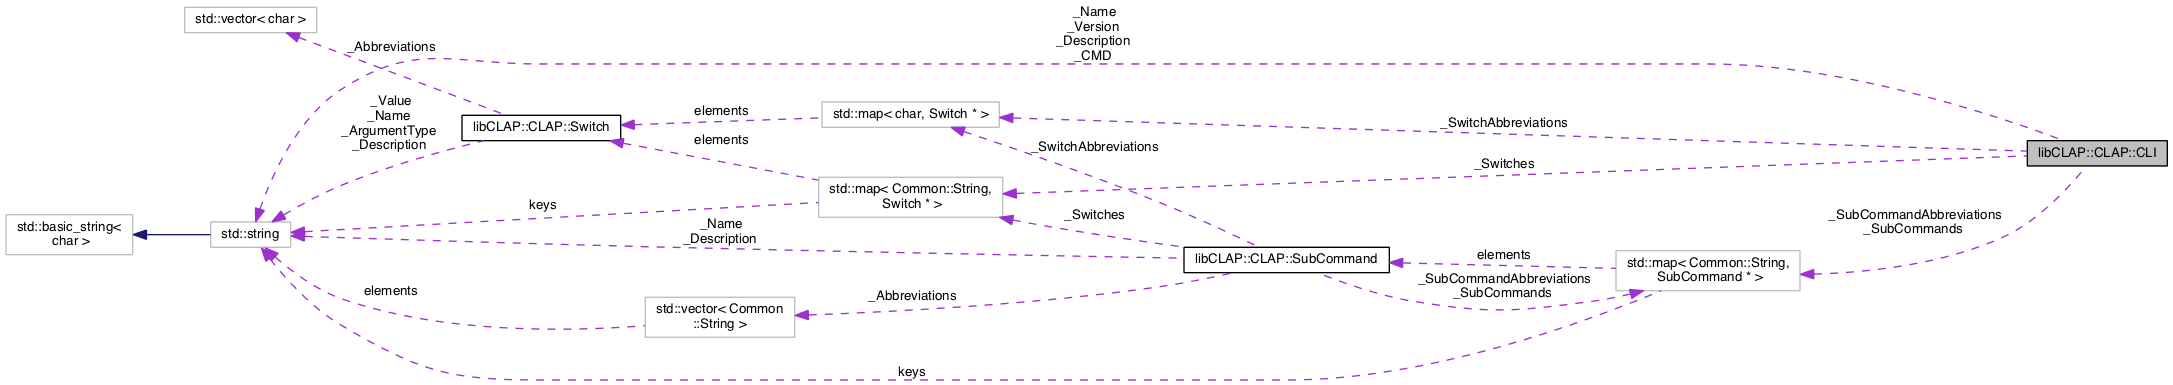 std::vector< char >
_Name
_Version
_Description
_CMD
_Abbreviations
_Value
_Name
_ArgumentType
_Description
libCLAP::CLAP::Switch
elements
elements
std::map< char, Switch * >
_SwitchAbbreviations
_SwitchAbbreviations
libCLAP::CLAP::CLI
_Switches
std::map< Common::String,
Switch * >
keys
_Switches
std::basic_string<
char >
std::string
_Name
_Description
_SubCommandAbbreviations
_SubCommands
libCLAP::CLAP::SubCommand
elements
std::map< Common::String,
SubCommand * >
_SubCommandAbbreviations
_SubCommands
elements
_Abbreviations
std::vector< Common
::String >
keys